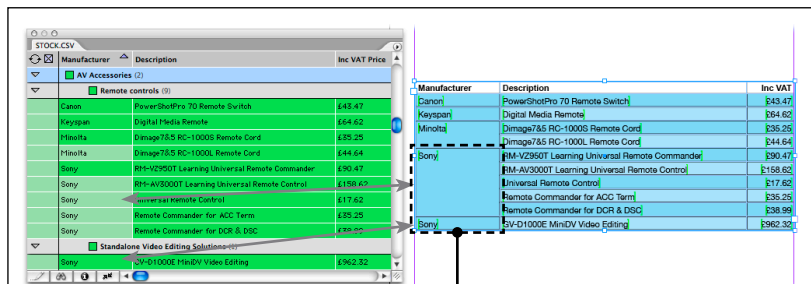 STOCK.CSV
Manufacturer Description Inc VAT Price
AV Accessories (2)
Remote controls (9)
Canon PowerShotPro 70 Remote Switch £43.47
Keyspan Digital Media Remote £64.62
Minolta Dimage7&5 RC-1000S Remote Cord £35.25
Minolta Dimage7&5 RC-1000L Remote Cord £44.64
Sony RM-VZ950T Learning Universal Remote Commander £90.47
Sony RM-AV3000T Learning Universal Remote Control £158.62
Sony Universal Remote Control £17.62
Sony Remote Commander for ACC Term £35.25
Sony Remote Commander for DCR & DSC £38.99
Standalone Video Editing Solutions
Sony GV-D1000E MiniDV Video Editing £962.32
Manufacturer Description Inc VAT
Canon PowerShotPro 70 Remote Switch £43.47
Keyspan Digital Media Remote £64.62
Minolta Dimage7&5 RC-1000S Remote Cord £35.25
Dimage7&5 RC-1000L Remote Cord £44.64
Sony RM-VZ950T Learning Universal Remote Commander £90.47
RM-AV3000T Learning Universal Remote Control £158.62
Universal Remote Control £17.62
Remote Commander for ACC Term £35.25
Remote Commander for DCR & DSC £38.99
Sony GV-D1000E MiniDV Video Editing £962.32